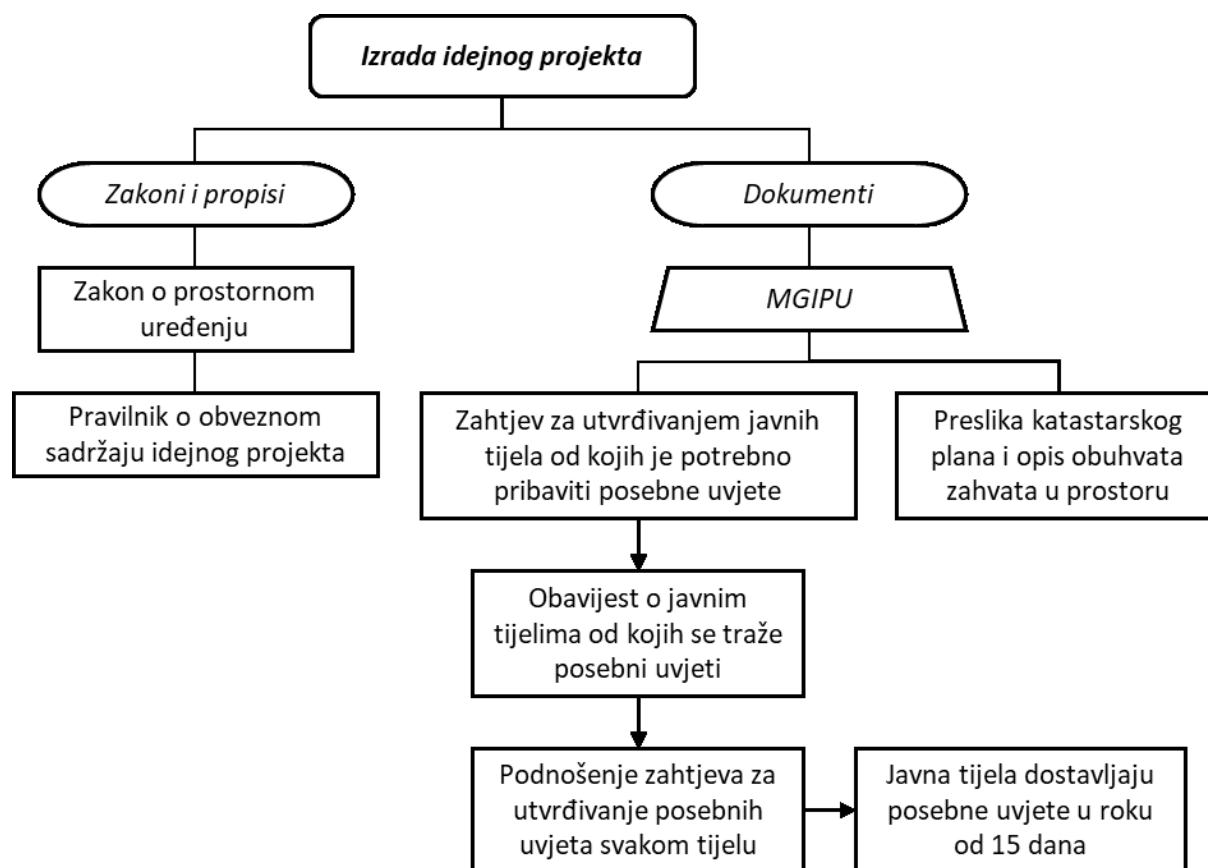 Izrada idejnog projekta
Zakoni i propisi
Dokumenti
Zakon o prostornom
uređenju
MGIPU
Pravilnik o obveznom
sadržaju idejnog projekta
Zahtjev za utvrđivanjem javnih
tijela od kojih je potrebno
pribaviti posebne uvjete
Preslika katastarskog
plana i opis obuhvata
zahvata u prostoru
Obavijest o javnim
tijelima od kojih se traže
posebni uvjeti
Podnošenje zahtjeva za
utvrđivanje posebnih
uvjeta svakom tijelu
Javna tijela dostavljaju
posebne uvjete u roku
od 15 dana